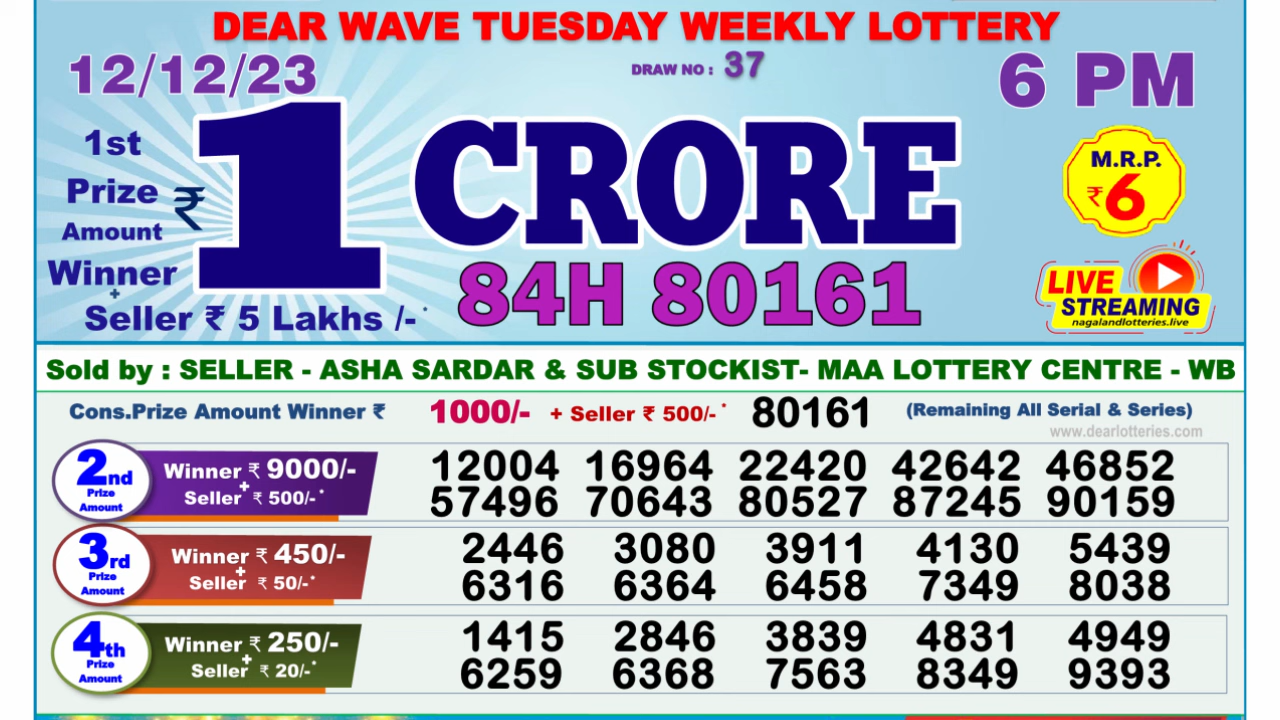 DEAR WAVE TUESDAY WEEKLY LOTTERY
12/12/23
DRAW NO : 37
6 PM
1st
Prize
Amount
Winner
+
Seller ₹ 5 Lakhs /-*
₹ 1 CRORE
84H 80161
M.R.P.
₹6
LIVE
STREAMING
nagalandlotteries.live
Sold by : SELLER - ASHA SARDAR & SUB STOCKIST- MAA LOTTERY CENTRE - WB
Cons.Prize Amount Winner ₹ 1000/- + Seller ₹ 500/-* 80161 (Remaining All Serial & Series)
www.dearlotteries.com
2nd
Prize
Amount
Winner ₹ 9000/-
+
Seller ₹ 500/-*
12004 16964 22420 42642 46852
57496 70643 80527 87245 90159
3rd
Prize
Amount
Winner ₹ 450/-
+
Seller ₹ 50/-*
2446 3080 3911 4130 5439
6316 6364 6458 7349 8038
4th
Prize
Amount
Winner ₹ 250/-
+
Seller ₹ 20/-*
1415 2846 3839 4831 4949
6259 6368 7563 8349 9393